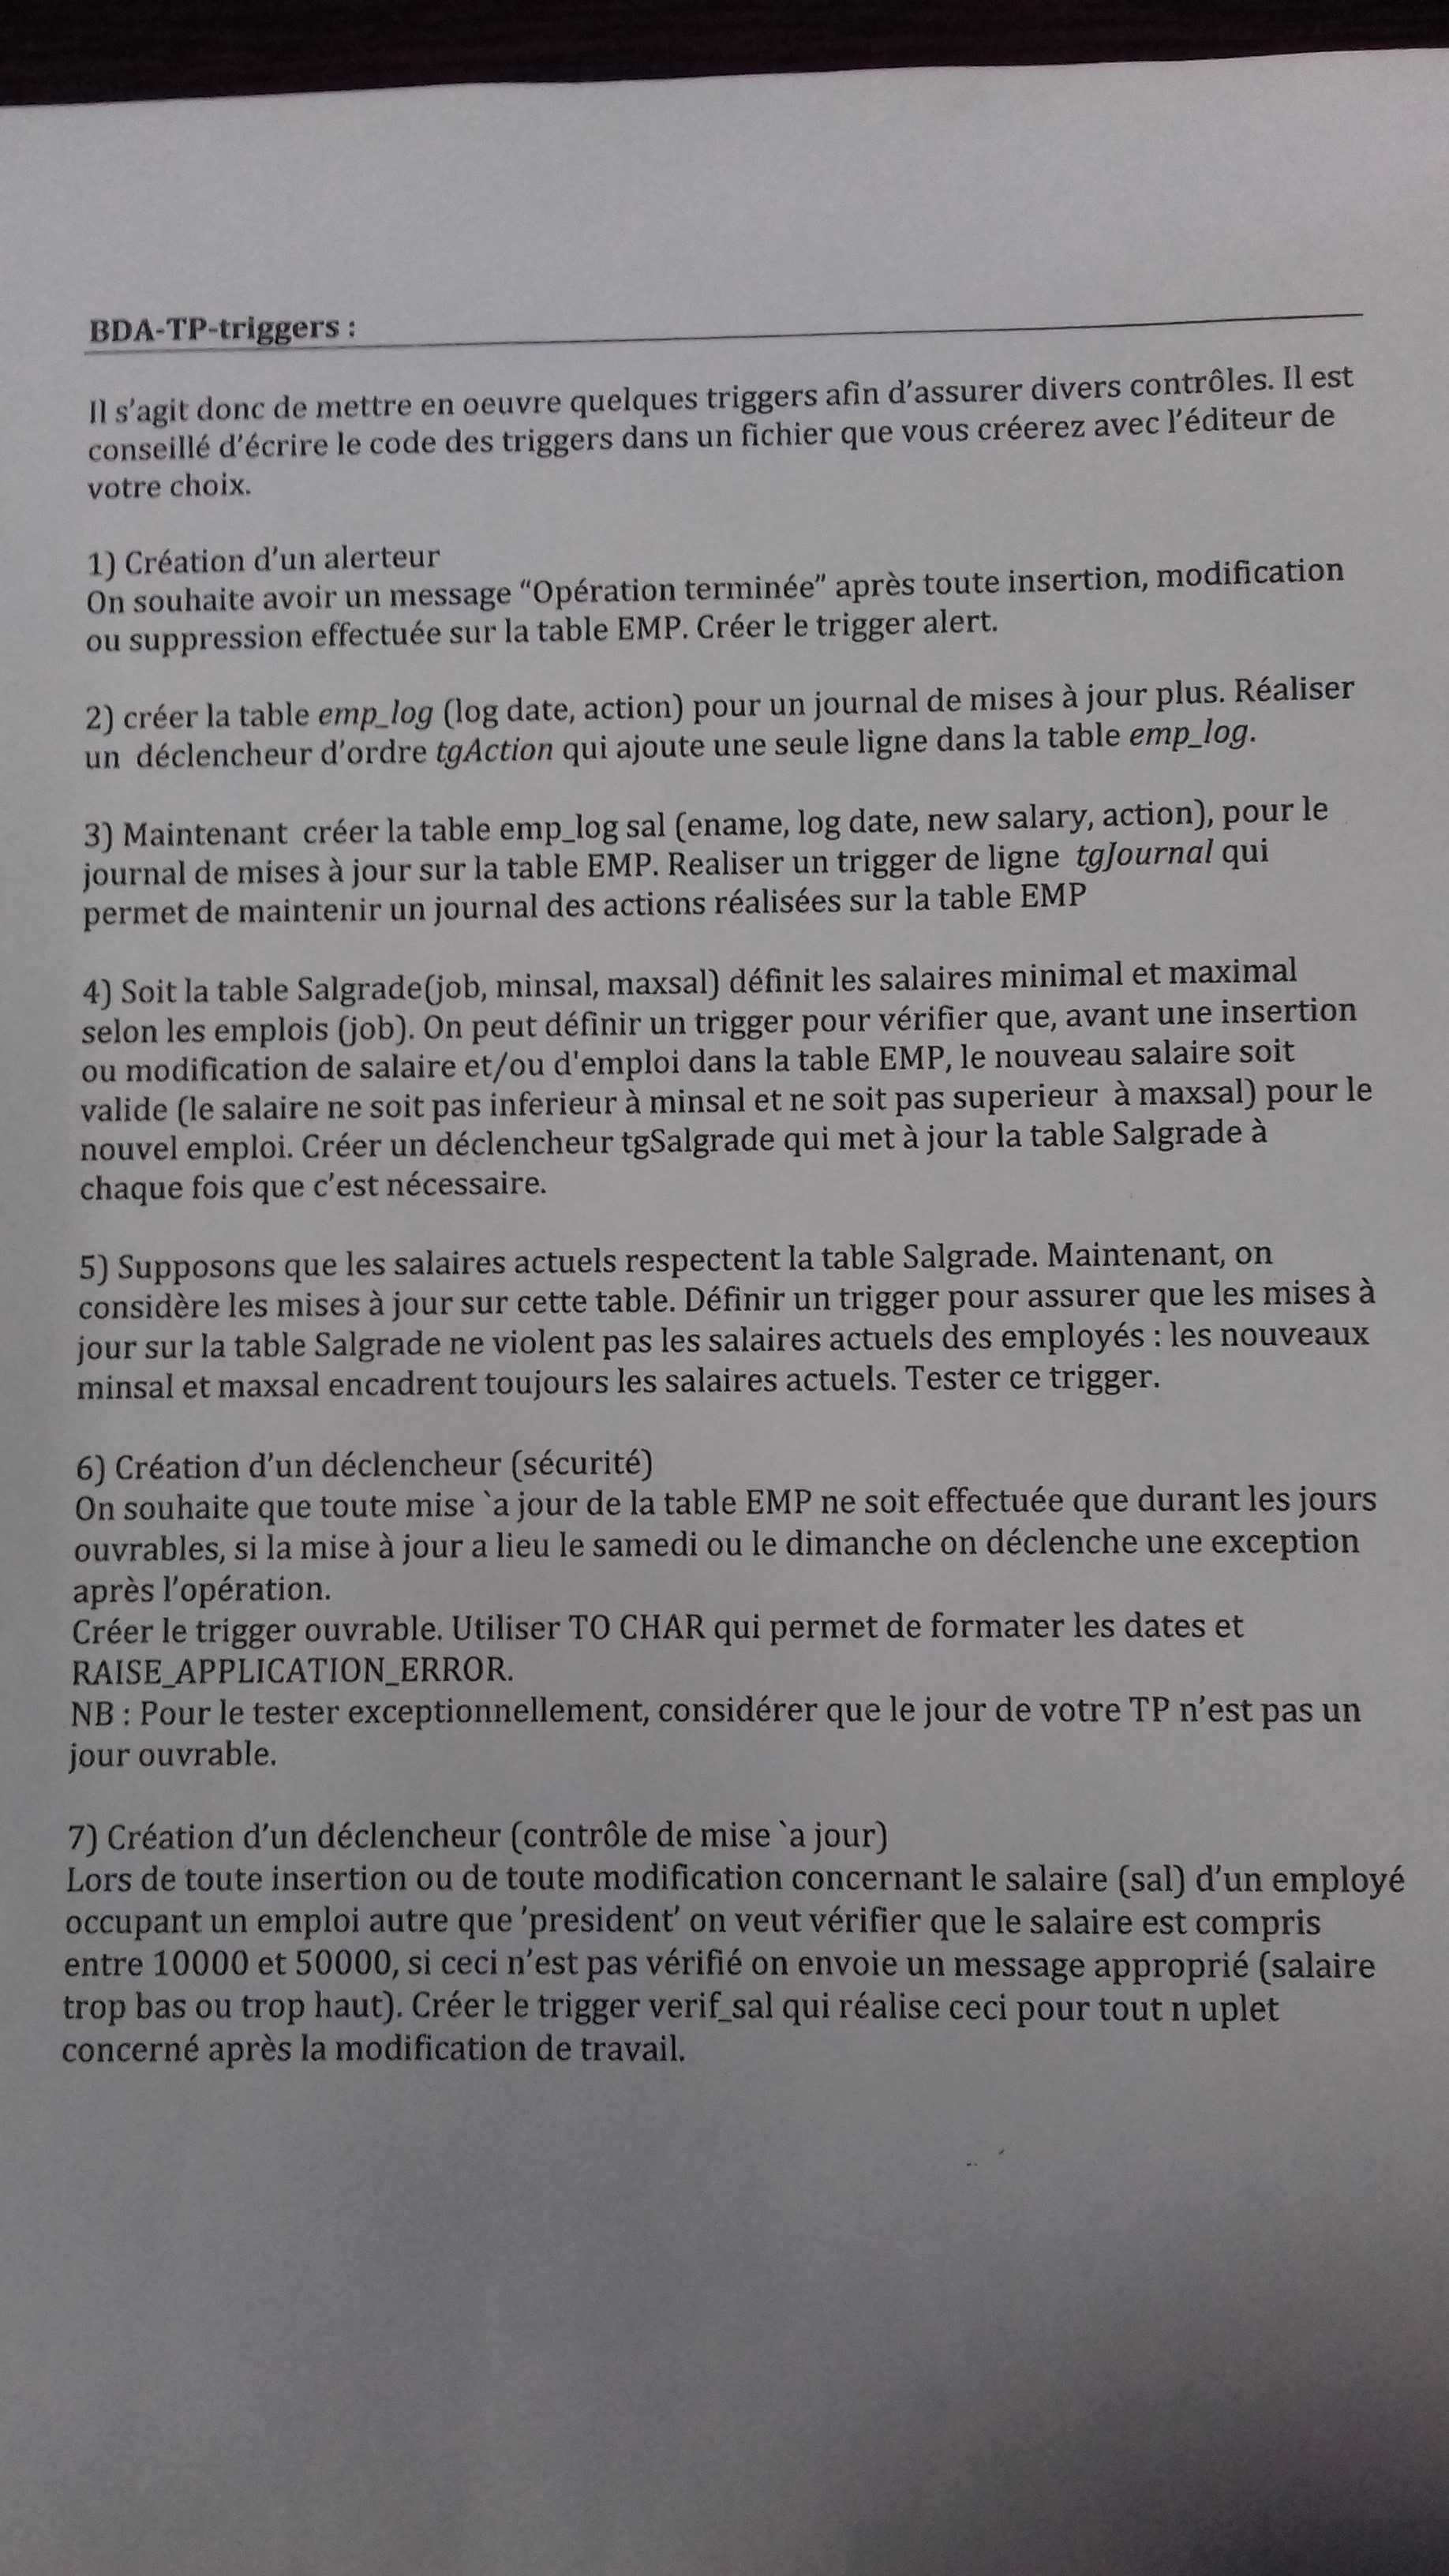 BDA-TP-triggers :
Il s'agit donc de mettre en oeuvre quelques triggers afin d'assurer divers contrôles. Il est
conseillé d'écrire le code des triggers dans un fichier que vous créerez avec l'éditeur de
votre choix.
1) Création d'un alerteur
On souhaite avoir un message “Opération terminée” après toute insertion, modification
ou suppression effectuée sur la table EMP. Créer le trigger alert.
2) créer la table emp_log (log date, action) pour un journal de mises à jour plus. Réaliser
un déclencheur d'ordre tgAction qui ajoute une seule ligne dans la table emp_log.
3) Maintenant créer la table emp_log sal (ename, log date, new salary, action), pour le
journal de mises à jour sur la table EMP. Realiser un trigger de ligne tgJournal qui
permet de maintenir un journal des actions réalisées sur la table EMP
4) Soit la table Salgrade(job, minsal, maxsal) définit les salaires minimal et maximal
selon les emplois (job). On peut définir un trigger pour vérifier que, avant une insertion
ou modification de salaire et/ou d'emploi dans la table EMP, le nouveau salaire soit
valide (le salaire ne soit pas inferieur à minsal et ne soit pas superieur à maxsal) pour le
nouvel emploi. Créer un déclencheur tgSalgrade qui met à jour la table Salgrade à
chaque fois que c'est nécessaire.
5) Supposons que les salaires actuels respectent la table Salgrade. Maintenant, on
considère les mises à jour sur cette table. Définir un trigger pour assurer que les mises à
jour sur la table Salgrade ne violent pas les salaires actuels des employés : les nouveaux
minsal et maxsal encadrent toujours les salaires actuels. Tester ce trigger.
6) Création d'un déclencheur (sécurité)
On souhaite que toute mise `a jour de la table EMP ne soit effectuée que durant les jours
ouvrables, si la mise à jour a lieu le samedi ou le dimanche on déclenche une exception
après l'opération.
Créer le trigger ouvrable. Utiliser TO CHAR qui permet de formater les dates et
RAISE_APPLICATION_ERROR.
NB : Pour le tester exceptionnellement, considérer que le jour de votre TP n'est pas un
jour ouvrable.
7) Création d'un déclencheur (contrôle de mise `a jour)
Lors de toute insertion ou de toute modification concernant le salaire (sal) d'un employé
occupant un emploi autre que 'president' on veut vérifier que le salaire est compris
entre 10000 et 50000, si ceci n'est pas vérifié on envoie un message approprié (salaire
trop bas ou trop haut). Créer le trigger verif_sal qui réalise ceci pour tout n uplet
concerné après la modification de travail.